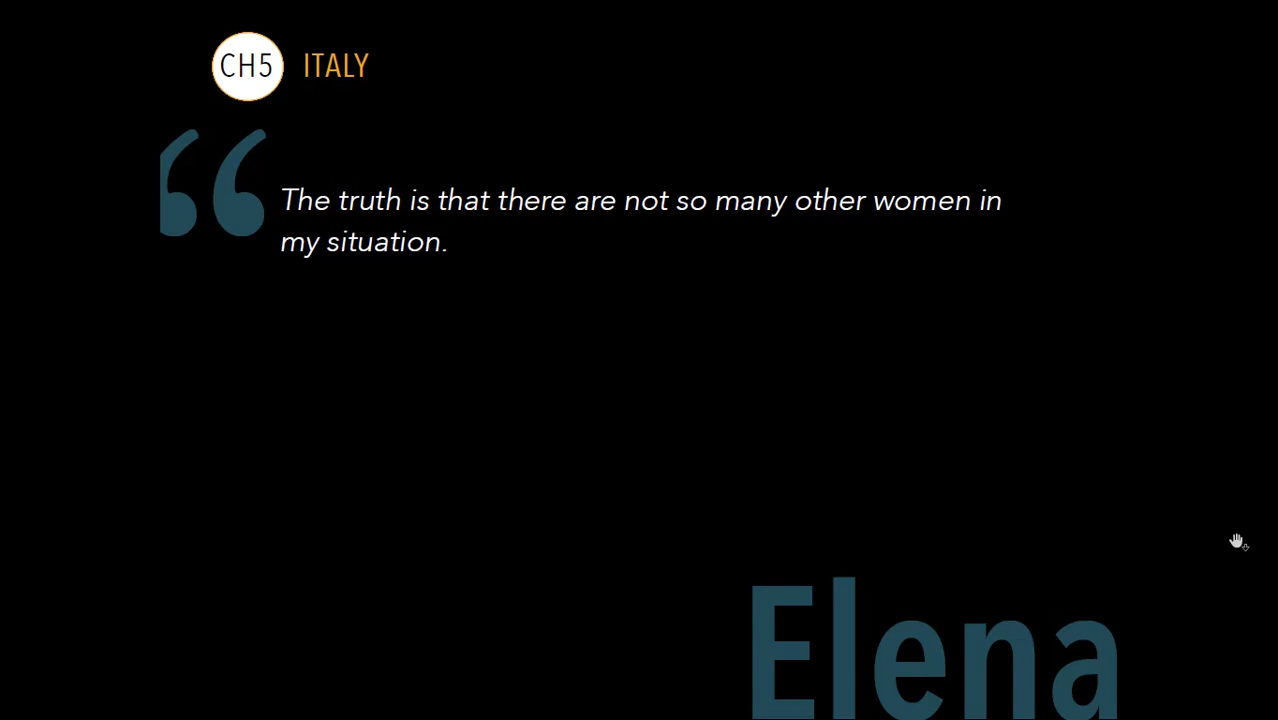 CH5 ITALY
“
The truth is that there are not so many other women in
my situation.
Elena